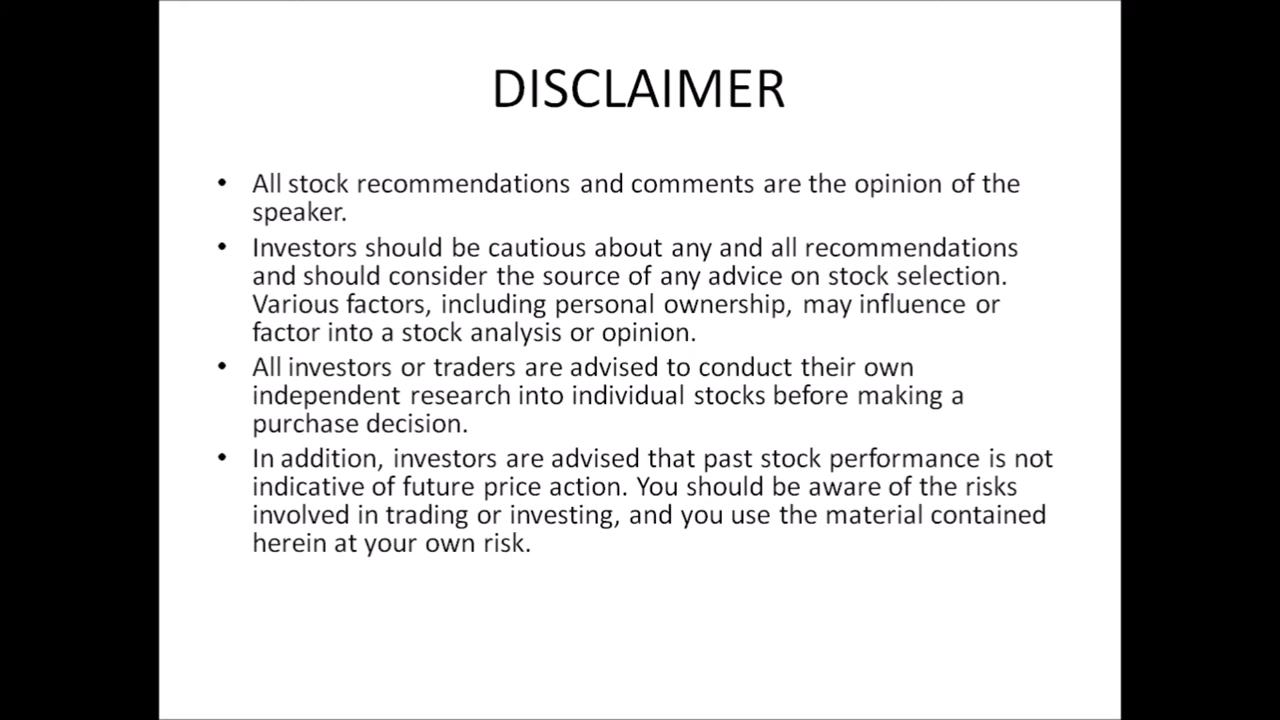 DISCLAIMER
• All stock recommendations and comments are the opinion of the
speaker.
• Investors should be cautious about any and all recommendations
and should consider the source of any advice on stock selection.
Various factors, including personal ownership, may influence or
factor into a stock analysis or opinion.
• All investors or traders are advised to conduct their own
independent research into individual stocks before making a
purchase decision.
• In addition, investors are advised that past stock performance is not
indicative of future price action. You should be aware of the risks
involved in trading or investing, and you use the material contained
herein at your own risk.